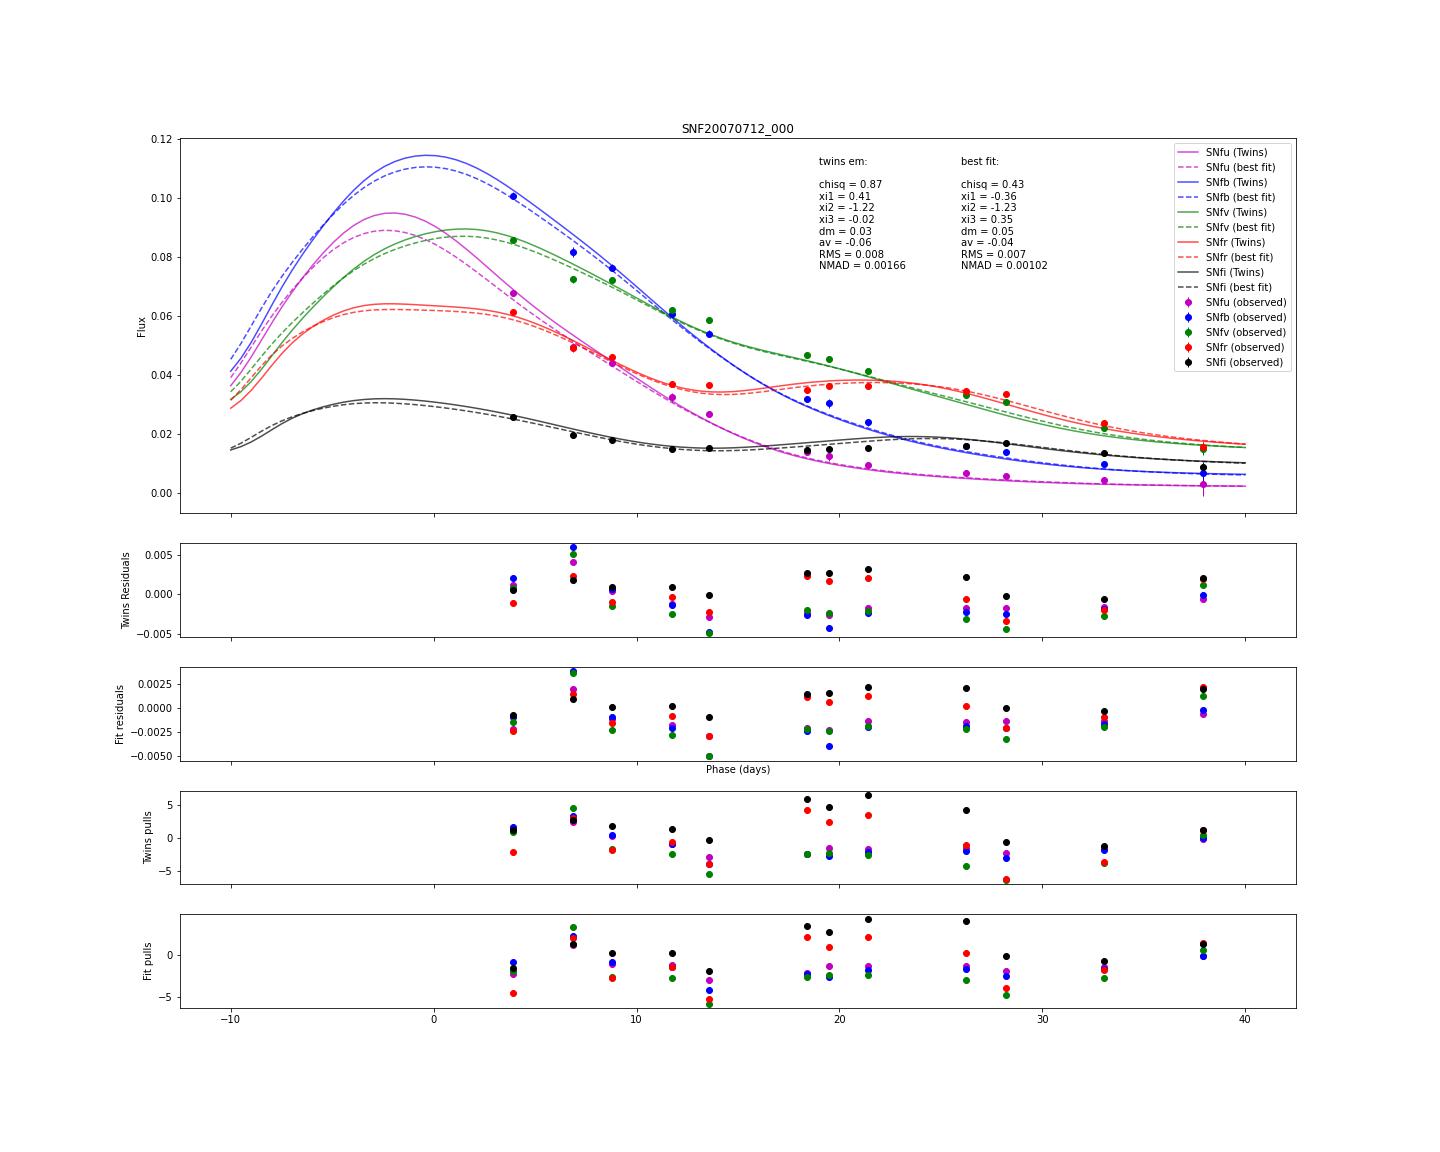 SNF20070712_000
0.12
0.10
0.08
0.06
0.04
0.02
0.00
Flux
twins em:
chisq = 0.87
xi1 = 0.41
xi2 = -1.22
xi3 = -0.02
dm = 0.03
av = -0.06
RMS = 0.008
NMAD = 0.00166
best fit:
chisq = 0.43
xi1 = -0.36
xi2 = -1.23
xi3 = 0.35
dm = 0.05
av = -0.04
RMS = 0.007
NMAD = 0.00102
SNfu (Twins)
SNfu (best fit)
SNfb (Twins)
SNfb (best fit)
SNfv (Twins)
SNfv (best fit)
SNfr (Twins)
SNfr (best fit)
SNfi (Twins)
SNfi (best fit)
SNfu (observed)
SNfb (observed)
SNfv (observed)
SNfr (observed)
SNfi (observed)
0.005
0.000
−0.005
Twins Residuals
0.0025
0.0000
−0.0025
−0.0050
Fit residuals
Phase (days)
5
0
−5
Twins pulls
0
−5
Fit pulls
−10
0
10
20
30
40